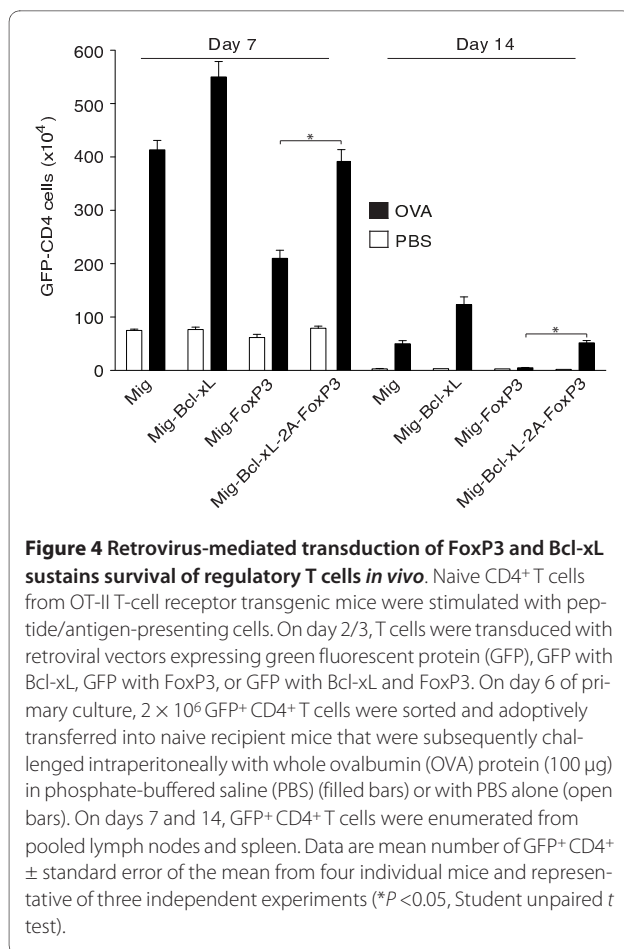 Day 7
Day 14
600
500
400
300
200
100
0
GFP-CD4 cells (x10⁴)
*
*
OVA
PBS
Mig
Mig-Bcl-xL
Mig-FoxP3
Mig-Bcl-xL-2A-FoxP3
Mig
Mig-Bcl-xL
Mig-FoxP3
Mig-Bcl-xL-2A-FoxP3
Figure 4 Retrovirus-mediated transduction of FoxP3 and Bcl-xL
sustains survival of regulatory T cells in vivo. Naive CD4⁺ T cells
from OT-II T-cell receptor transgenic mice were stimulated with pep-
tide/antigen-presenting cells. On day 2/3, T cells were transduced with
retroviral vectors expressing green fluorescent protein (GFP), GFP with
Bcl-xL, GFP with FoxP3, or GFP with Bcl-xL and FoxP3. On day 6 of pri-
mary culture, 2 × 10⁶ GFP⁺ CD4⁺ T cells were sorted and adoptively
transferred into naive recipient mice that were subsequently chal-
lenged intraperitoneally with whole ovalbumin (OVA) protein (100 μg)
in phosphate-buffered saline (PBS) (filled bars) or with PBS alone (open
bars). On days 7 and 14, GFP⁺ CD4⁺ T cells were enumerated from
pooled lymph nodes and spleen. Data are mean number of GFP⁺ CD4⁺
± standard error of the mean from four individual mice and represen-
tative of three independent experiments (*P <0.05, Student unpaired t
test).